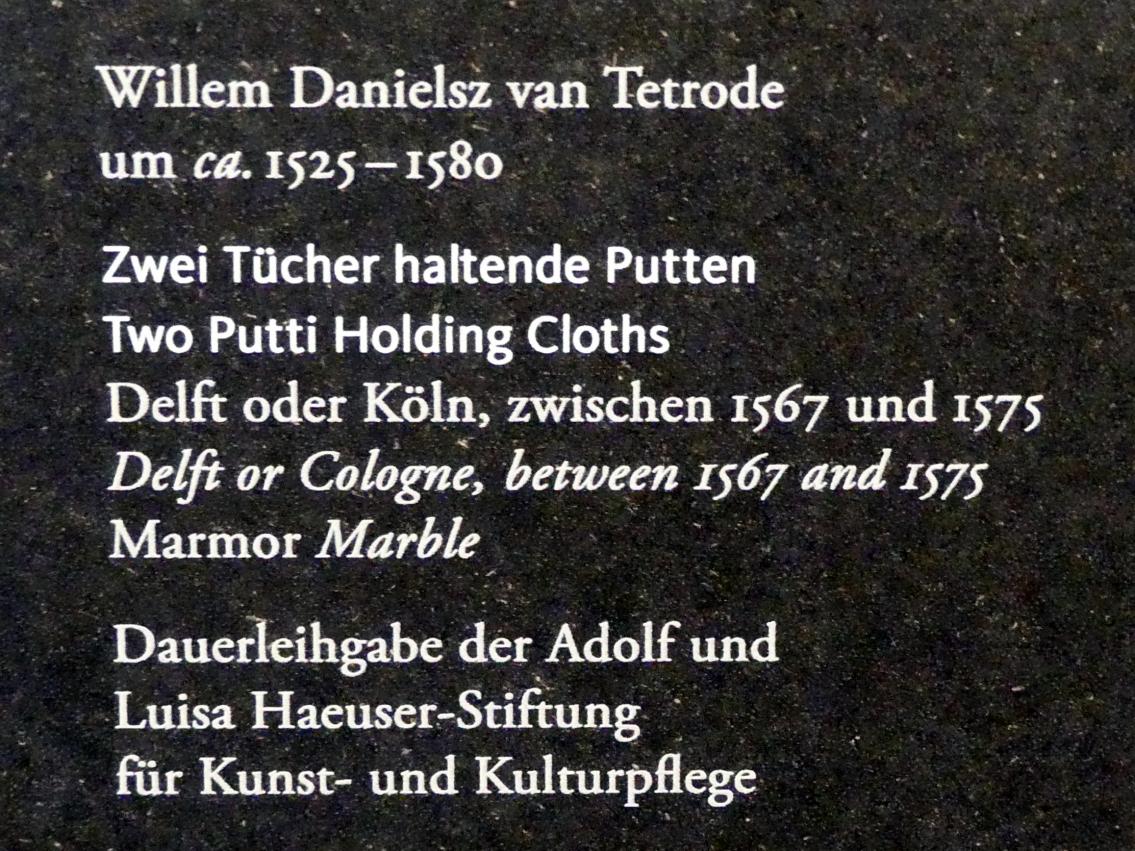 Willem Danielsz van Tetrode
um ca. 1525–1580
Zwei Tücher haltende Putten
Two Putti Holding Cloths
Delft oder Köln, zwischen 1567 und 1575
Delft or Cologne, between 1567 and 1575
Marmor Marble
Dauerleihgabe der Adolf und
Luisa Haeuser-Stiftung
für Kunst- und Kulturpflege